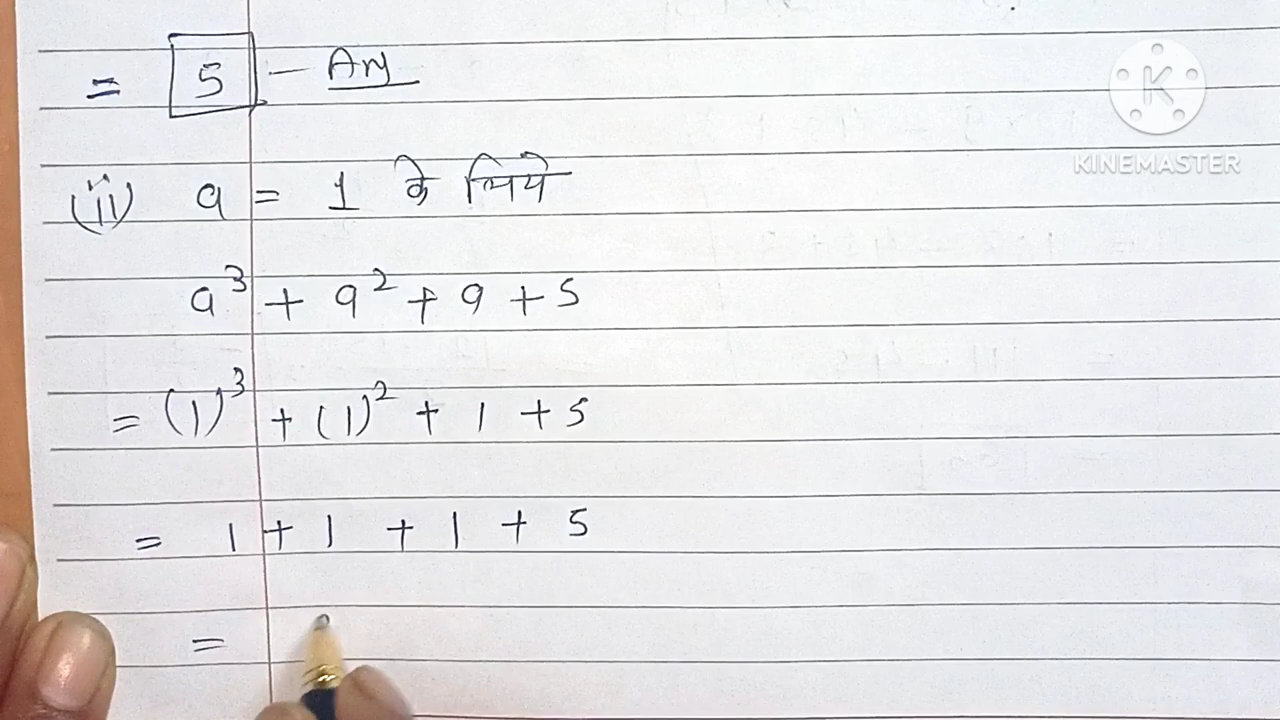 = 5 — Ans
KINEMASTER
(ii) a = 1 के लिये
a³ + a² + a + 5
= (1)³ + (1)² + 1 + 5
= 1 + 1 + 1 + 5
=